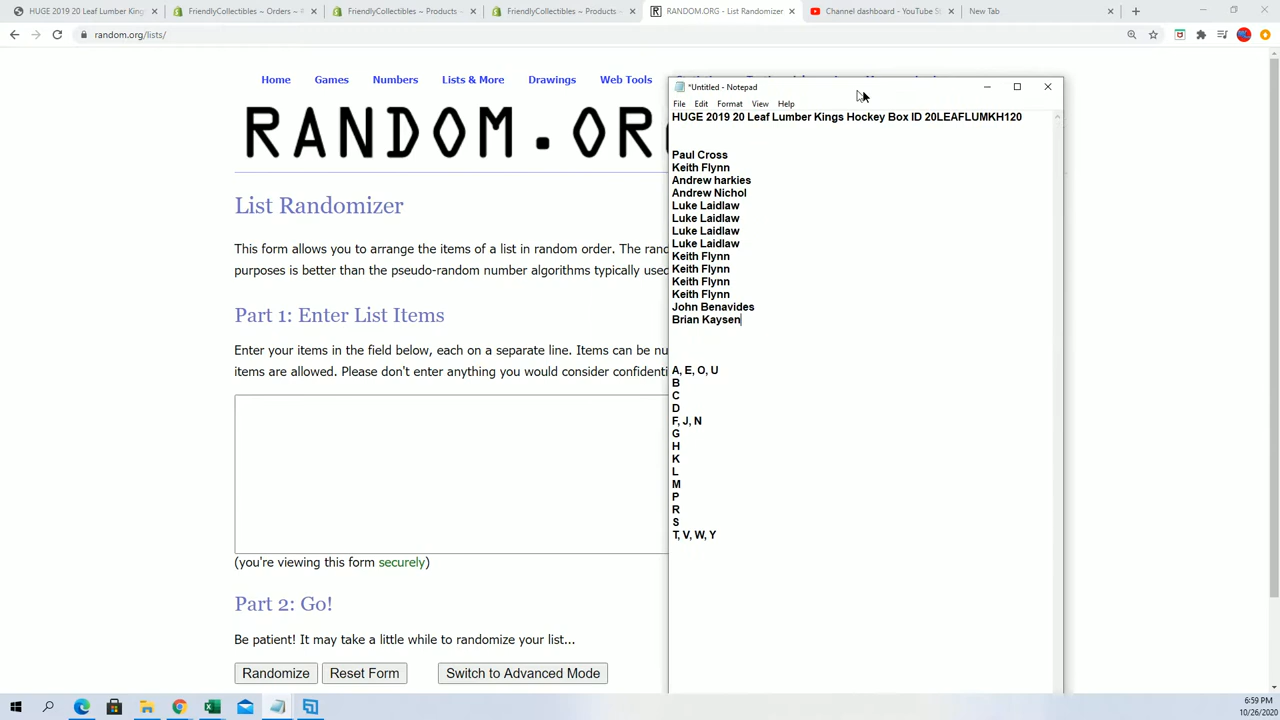 HUGE 2019 20 Leaf Lumber King
FriendlyCollectibles ~ Orders ~ 4
FriendlyCollectibles ~ Products ~
FriendlyCollectibles ~ Products ~
RANDOM.ORG - List Randomizer
Channel dashboard - YouTube S
New Tab
random.org/lists/
Home Games Numbers Lists & More Drawings Web Tools
RANDOM.ORG
List Randomizer
This form allows you to arrange the items of a list in random order. The rand
purposes is better than the pseudo-random number algorithms typically used
Part 1: Enter List Items
Enter your items in the field below, each on a separate line. Items can be nu
items are allowed. Please don't enter anything you would consider confidenti
(you're viewing this form securely)
Part 2: Go!
Be patient! It may take a little while to randomize your list...
Randomize Reset Form Switch to Advanced Mode
*Untitled - Notepad
File Edit Format View Help
HUGE 2019 20 Leaf Lumber Kings Hockey Box ID 20LEAFLUMKH120
Paul Cross
Keith Flynn
Andrew harkies
Andrew Nichol
Luke Laidlaw
Luke Laidlaw
Luke Laidlaw
Luke Laidlaw
Keith Flynn
Keith Flynn
Keith Flynn
Keith Flynn
John Benavides
Brian Kaysen
A, E, O, U
B
C
D
F, J, N
G
H
K
L
M
P
R
S
T, V, W, Y
6:59 PM
10/26/2020